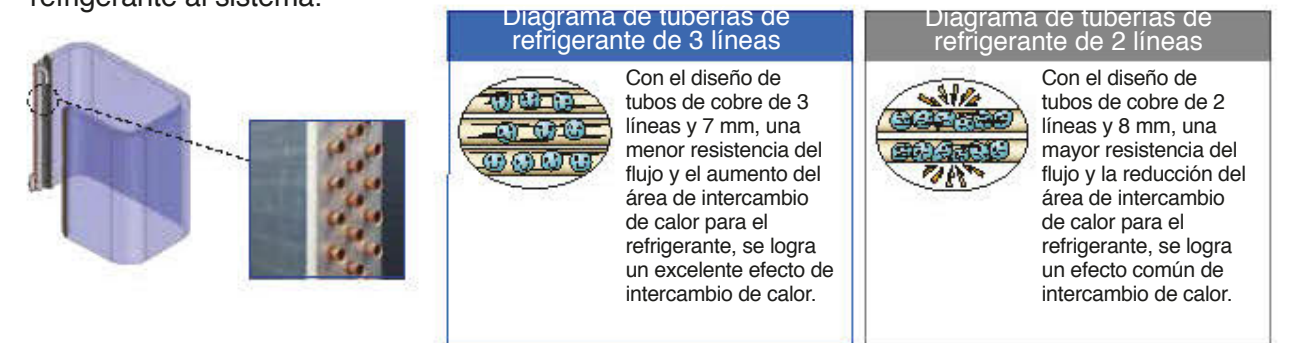 refrigerante al sistema.
Diagrama de tuberías de
refrigerante de 3 líneas
Con el diseño de
tubos de cobre de 3
líneas y 7 mm, una
menor resistencia del
flujo y el aumento del
área de intercambio
de calor para el
refrigerante, se logra
un excelente efecto de
intercambio de calor.
Diagrama de tuberías de
refrigerante de 2 líneas
Con el diseño de
tubos de cobre de 2
líneas y 8 mm, una
mayor resistencia del
flujo y la reducción del
área de intercambio
de calor para el
refrigerante, se logra
un efecto común de
intercambio de calor.